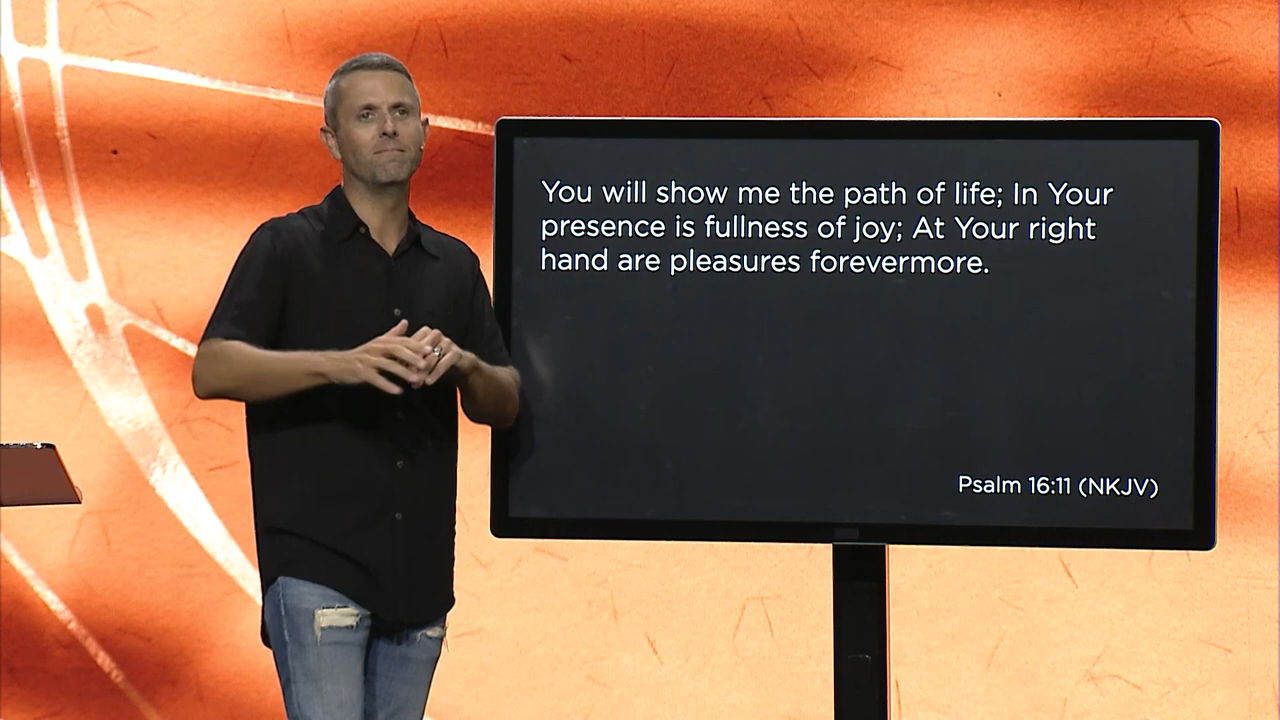 You will show me the path of life; In Your
presence is fullness of joy; At Your right
hand are pleasures forevermore.
Psalm 16:11 (NKJV)